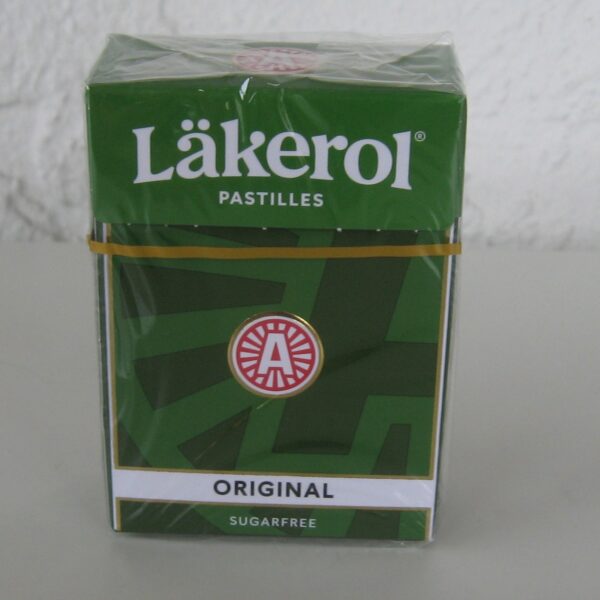 Läkerol®
PASTILLES
A
ORIGINAL
SUGARFREE